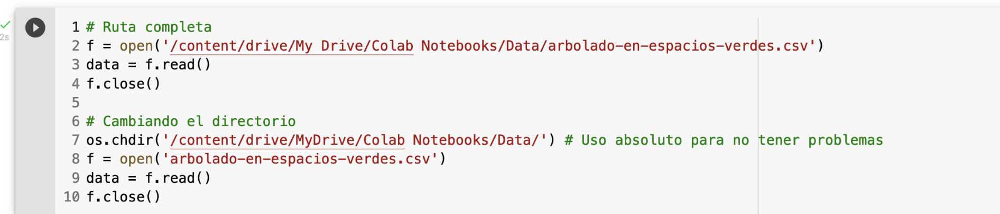 2s
1 # Ruta completa
2 f = open('/content/drive/My Drive/Colab Notebooks/Data/arbolado-en-espacios-verdes.csv')
3 data = f.read()
4 f.close()
5
6 # Cambiando el directorio
7 os.chdir('/content/drive/MyDrive/Colab Notebooks/Data/') # Uso absoluto para no tener problemas
8 f = open('arbolado-en-espacios-verdes.csv')
9 data = f.read()
10 f.close()